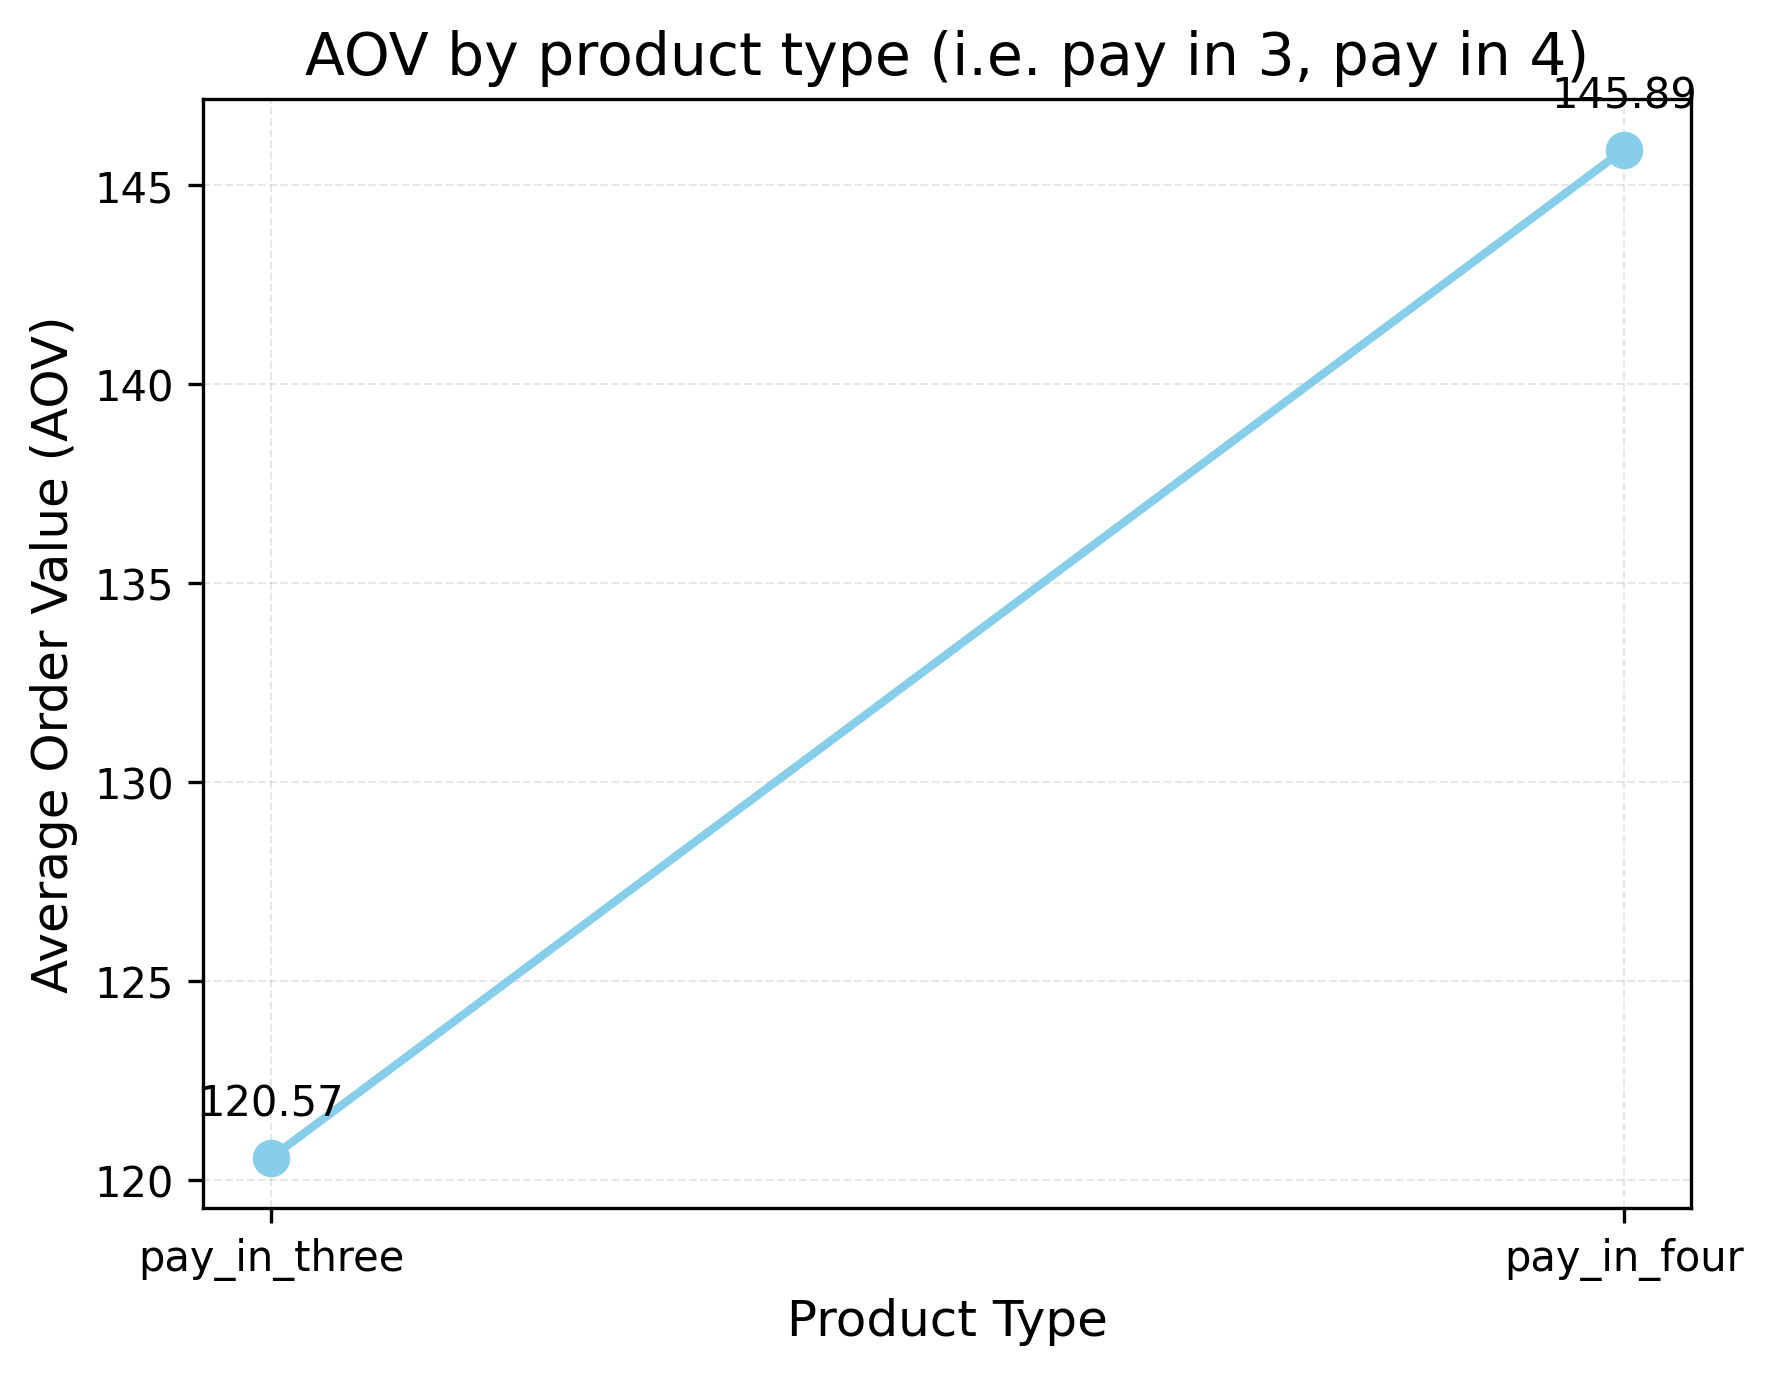 AOV by product type (i.e. pay in 3, pay in 4)
145.89
145
140
135
130
125
120
Average Order Value (AOV)
120.57
pay_in_three
pay_in_four
Product Type